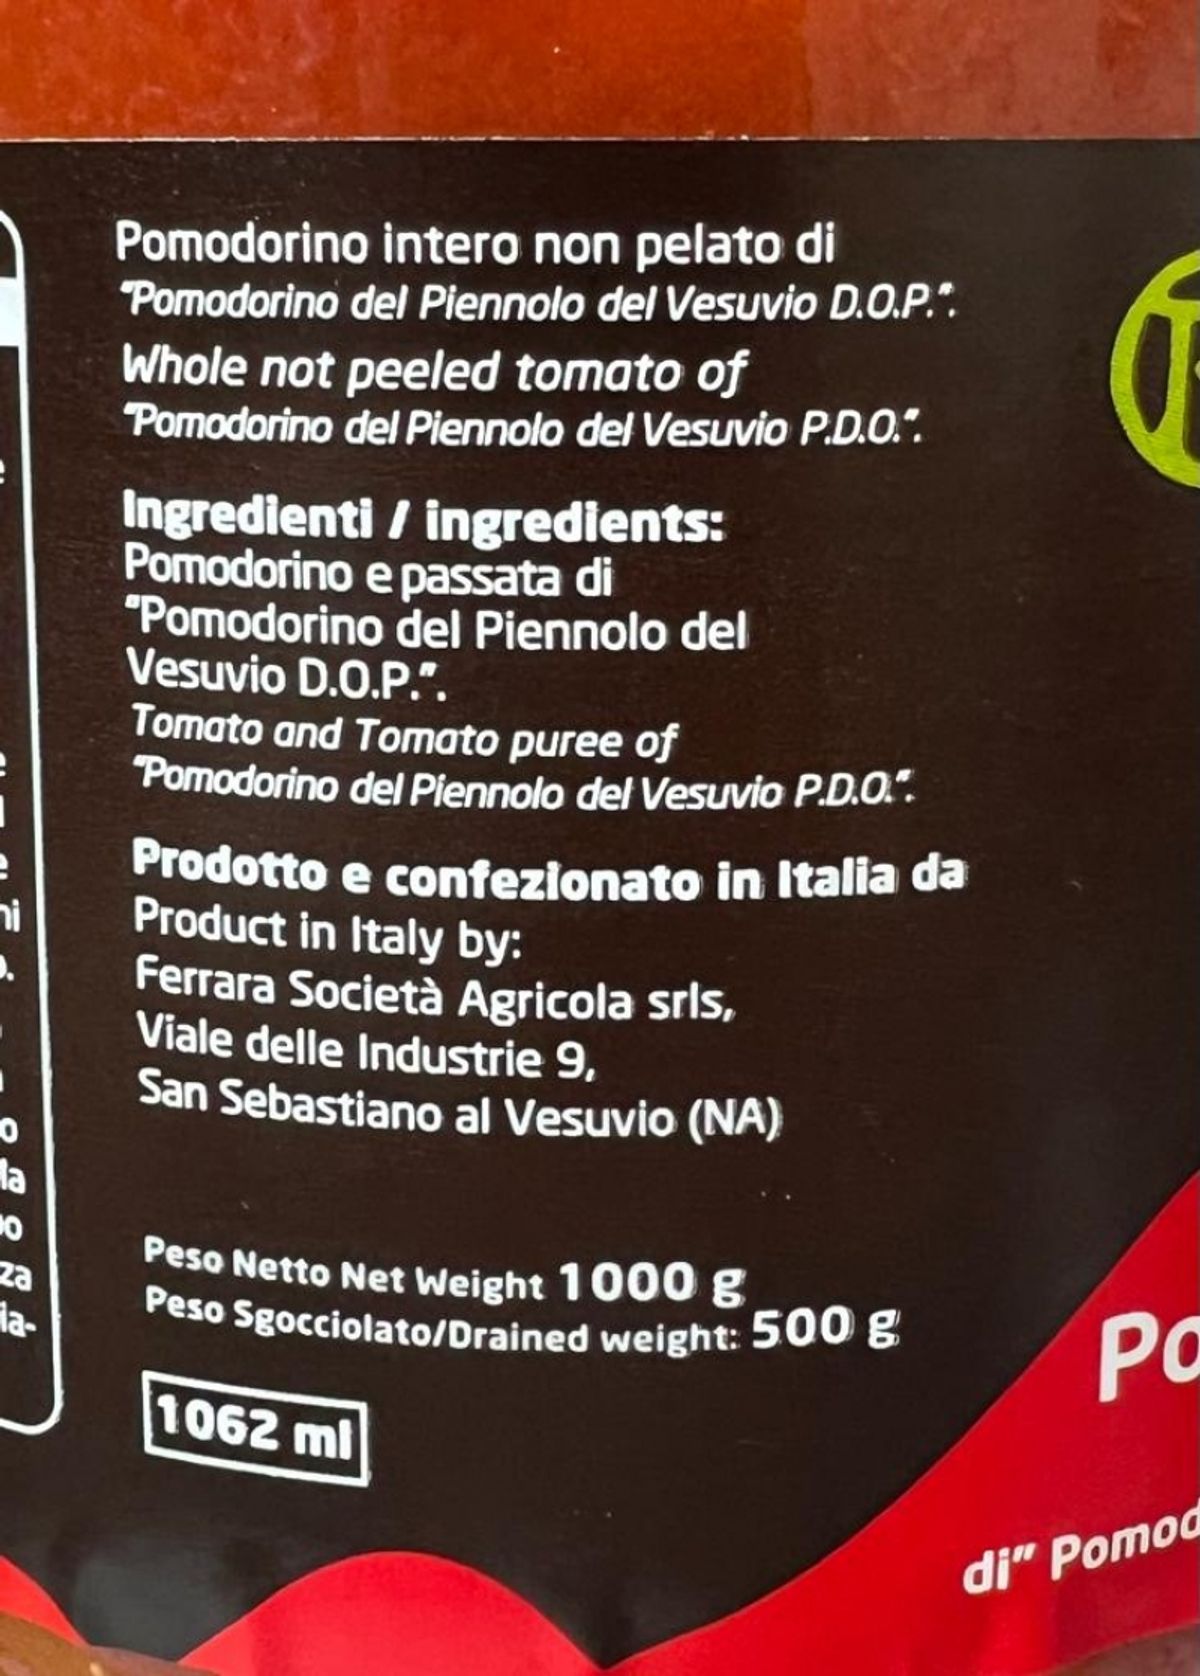 Pomodorino intero non pelato di
"Pomodorino del Piennolo del Vesuvio D.O.P.".
Whole not peeled tomato of
"Pomodorino del Piennolo del Vesuvio P.D.O.".
Ingredienti / ingredients:
Pomodorino e passata di
"Pomodorino del Piennolo del
Vesuvio D.O.P.".
Tomato and Tomato puree of
"Pomodorino del Piennolo del Vesuvio P.D.O.".
Prodotto e confezionato in Italia da
Product in Italy by:
Ferrara Società Agricola srls,
Viale delle Industrie 9,
San Sebastiano al Vesuvio (NA)
Peso Netto Net Weight 1000 g
Peso Sgocciolato/Drained weight: 500 g
1062 ml
Po
di" Pomod